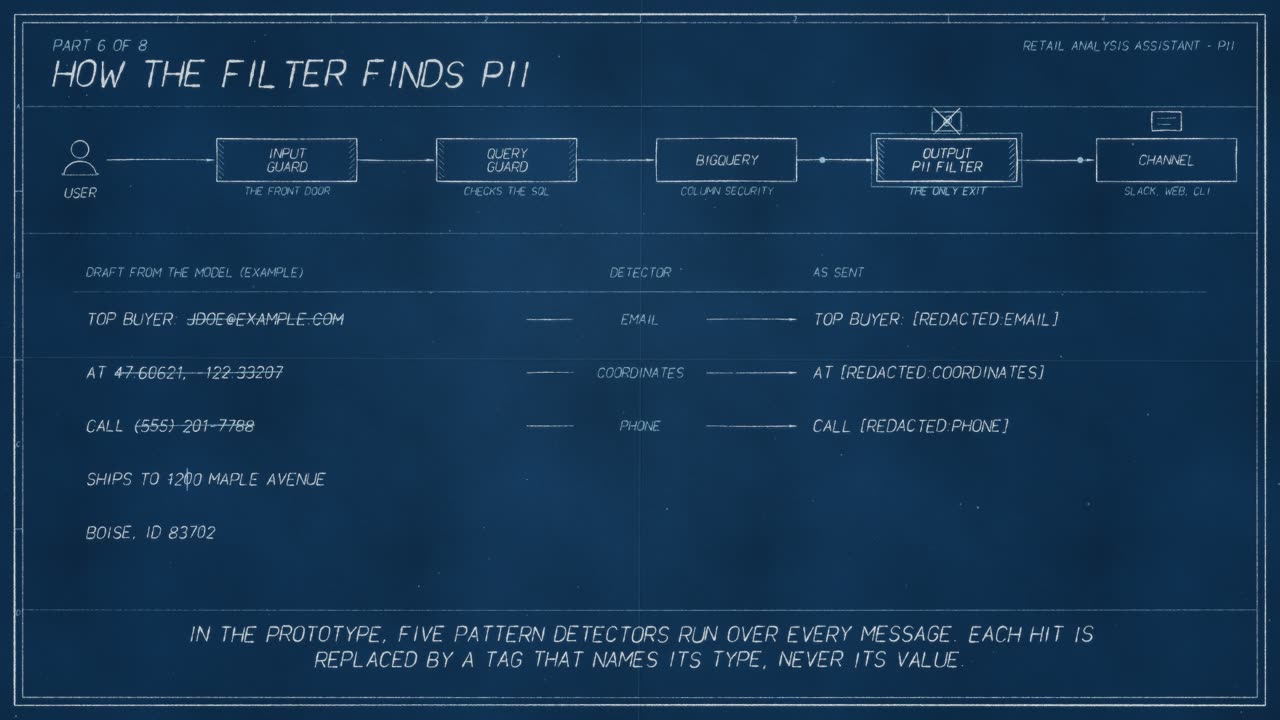 PART 6 OF 8
RETAIL ANALYSIS ASSISTANT - PII
HOW THE FILTER FINDS PII
USER
INPUT
GUARD
THE FRONT DOOR
QUERY
GUARD
CHECKS THE SQL
BIGQUERY
COLUMN SECURITY
OUTPUT
PII FILTER
THE ONLY EXIT
CHANNEL
SLACK, WEB, CLI
DRAFT FROM THE MODEL (EXAMPLE)
DETECTOR
AS SENT
TOP BUYER: JDOE@EXAMPLE.COM
EMAIL
TOP BUYER: [REDACTED:EMAIL]
AT 47.60621, -122.33207
COORDINATES
AT [REDACTED:COORDINATES]
CALL (555) 201-7788
PHONE
CALL [REDACTED:PHONE]
SHIPS TO 1200 MAPLE AVENUE
BOISE, ID 83702
IN THE PROTOTYPE, FIVE PATTERN DETECTORS RUN OVER EVERY MESSAGE. EACH HIT IS
REPLACED BY A TAG THAT NAMES ITS TYPE, NEVER ITS VALUE.